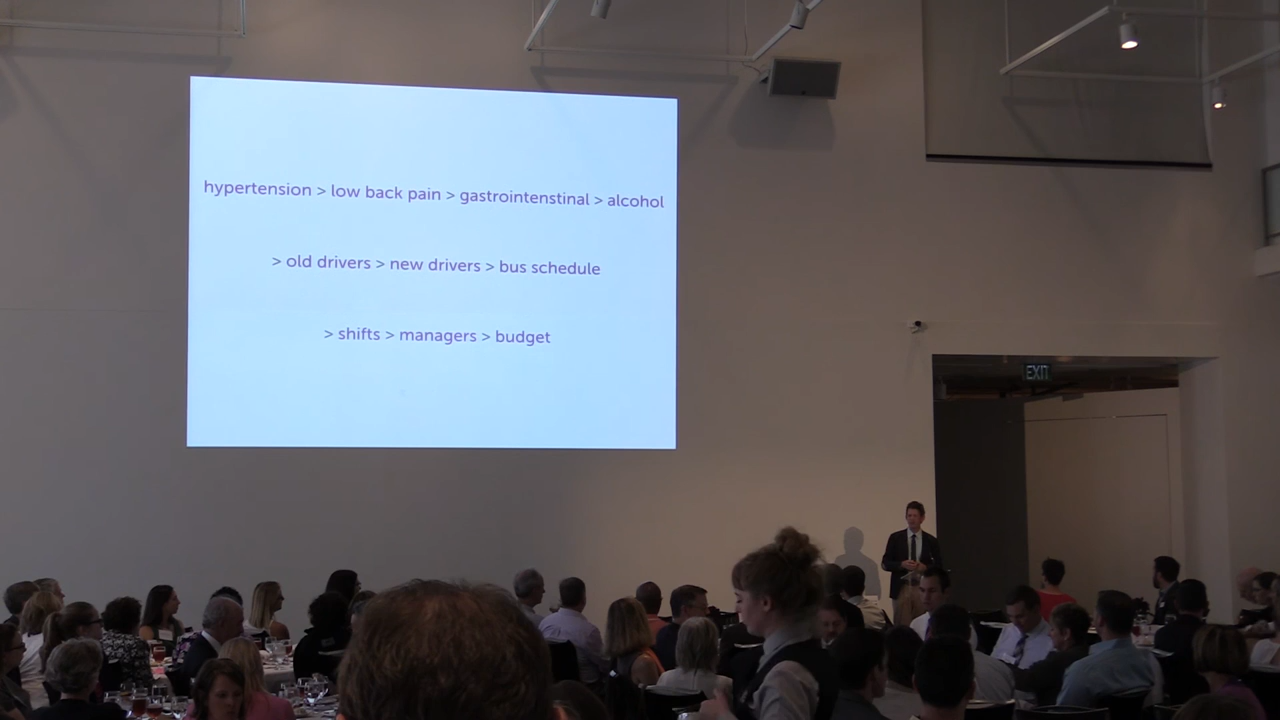 hypertension > low back pain > gastrointenstinal > alcohol
> old drivers > new drivers > bus schedule
> shifts > managers > budget
EXIT